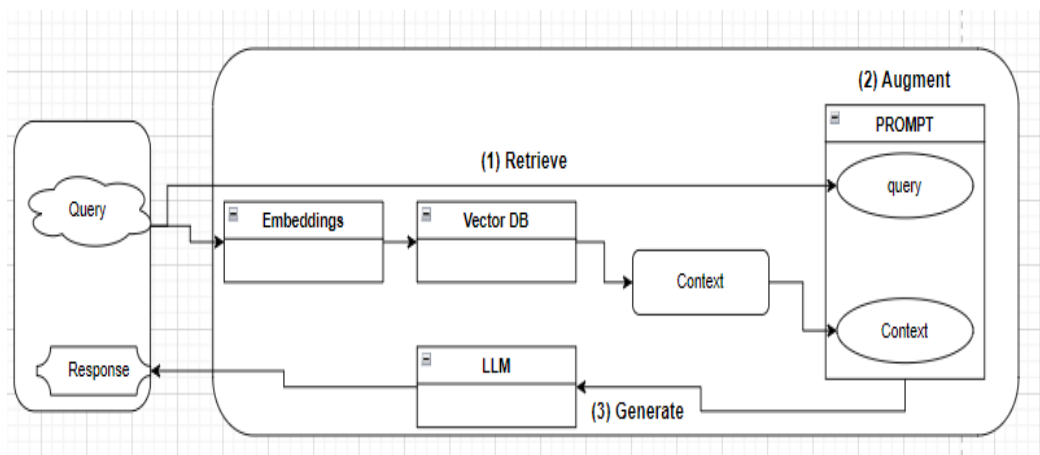 (2) Augment
PROMPT
(1) Retrieve
Query
query
Embeddings
Vector DB
Context
Context
Response
LLM
(3) Generate